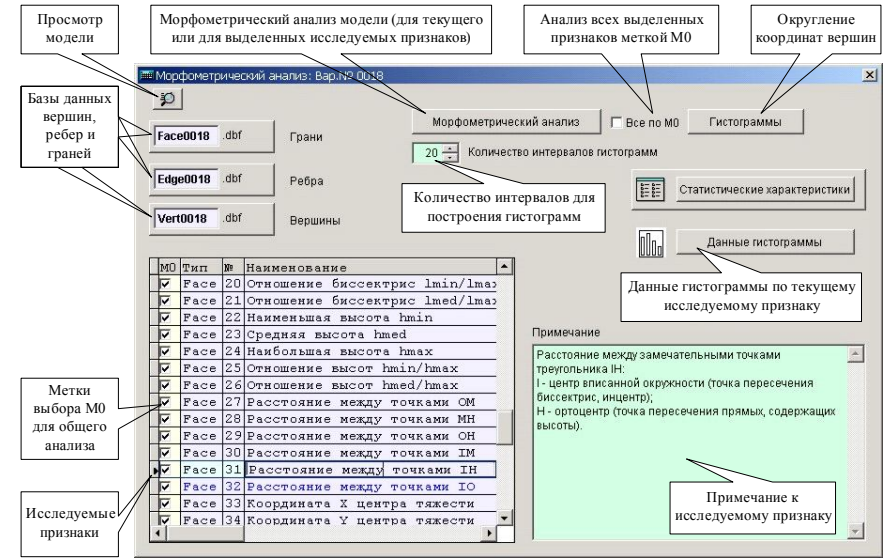 Просмотр
модели
Морфометрический анализ модели (для текущего
или для выделенных исследуемых признаков)
Анализ всех выделенных
признаков меткой М0
Округление
координат вершин
Морфометрический анализ: Вар.№ 0018
Базы данных
вершин,
ребер и
граней
Face0018 .dbf Грани
Морфометрический анализ
Все по М0
Гистограммы
20 Количество интервалов гистограмм
Edge0018 .dbf Ребра
Количество интервалов для
построения гистограмм
Статистические характеристики
Vert0018 .dbf Вершины
Данные гистограммы
Данные гистограммы по текущему
исследуемому признаку
М0 Тип № Наименование
Face 20 Отношение биссектрис lmin/lmax
Face 21 Отношение биссектрис lmed/lmax
Face 22 Наименьшая высота hmin
Face 23 Средняя высота hmed
Face 24 Наибольшая высота hmax
Face 25 Отношение высот hmin/hmax
Face 26 Отношение высот hmed/hmax
Face 27 Расстояние между точками OM
Face 28 Расстояние между точками MH
Face 29 Расстояние между точками OH
Face 30 Расстояние между точками IM
Face 31 Расстояние между точками IH
Face 32 Расстояние между точками IO
Face 33 Координата X центра тяжести
Face 34 Координата Y центра тяжести
Метки
выбора М0
для общего
анализа
Исследуемые
признаки
Примечание
Расстояние между замечательными точками
треугольника IH:
I - центр вписанной окружности (точка пересечения
биссектрис, инцентр);
H - ортоцентр (точка пересечения прямых, содержащих
высоты).
Примечание к
исследуемому признаку